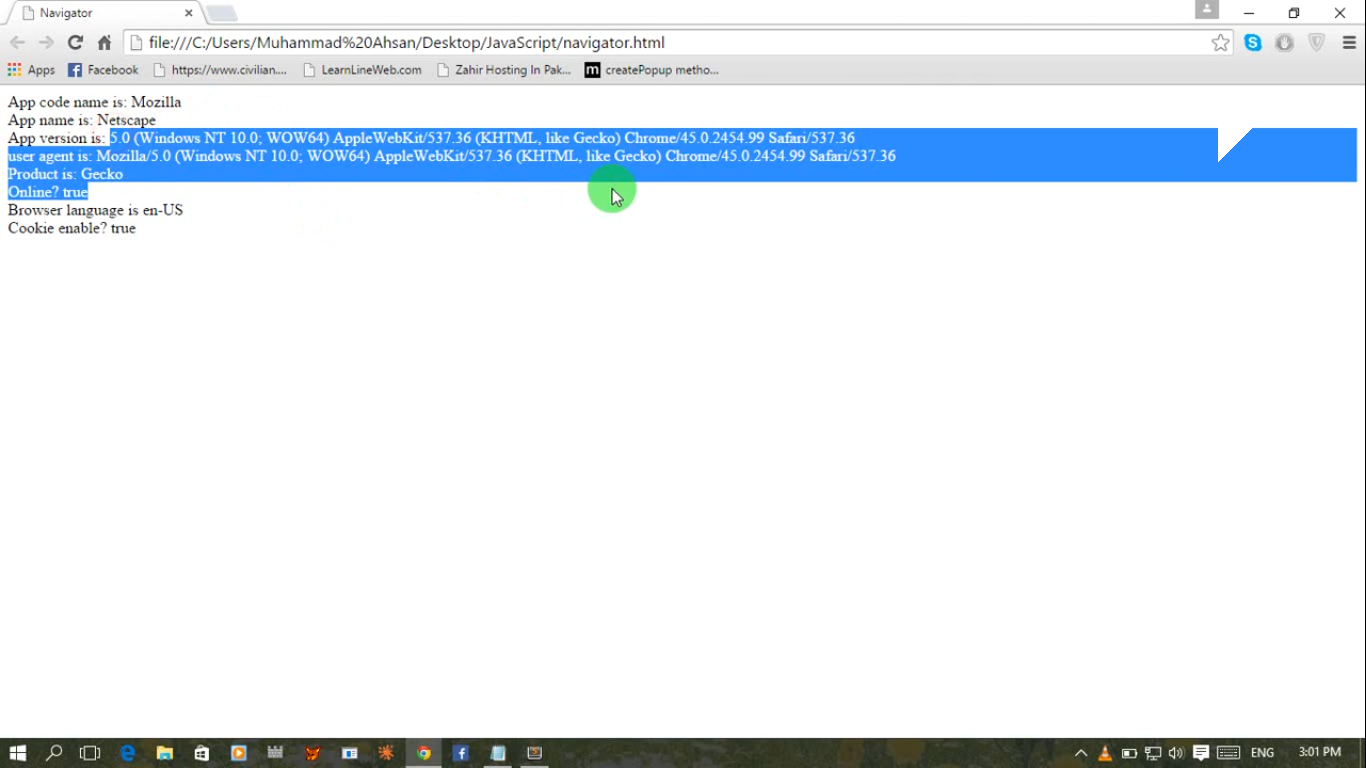 Navigator
file:///C:/Users/Muhammad%20Ahsan/Desktop/JavaScript/navigator.html
Apps Facebook https://www.civilian.... LearnLineWeb.com Zahir Hosting In Pak... m createPopup metho...
App code name is: Mozilla
App name is: Netscape
App version is: 5.0 (Windows NT 10.0; WOW64) AppleWebKit/537.36 (KHTML, like Gecko) Chrome/45.0.2454.99 Safari/537.36
user agent is: Mozilla/5.0 (Windows NT 10.0; WOW64) AppleWebKit/537.36 (KHTML, like Gecko) Chrome/45.0.2454.99 Safari/537.36
Product is: Gecko
Online? true
Browser language is en-US
Cookie enable? true
ENG 3:01 PM